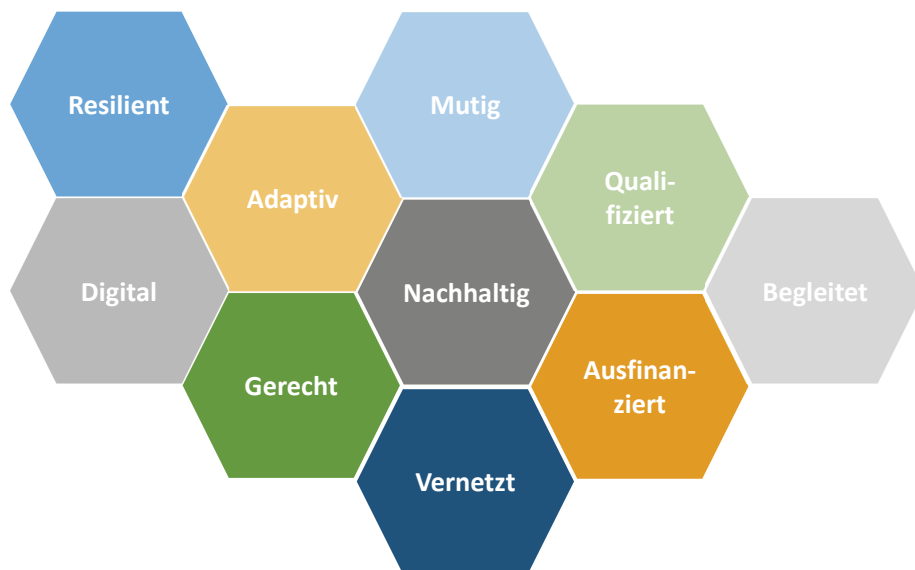 Resilient
Mutig
Adaptiv
Quali-
fiziert
Digital
Nachhaltig
Begleitet
Gerecht
Ausfinan-
ziert
Vernetzt